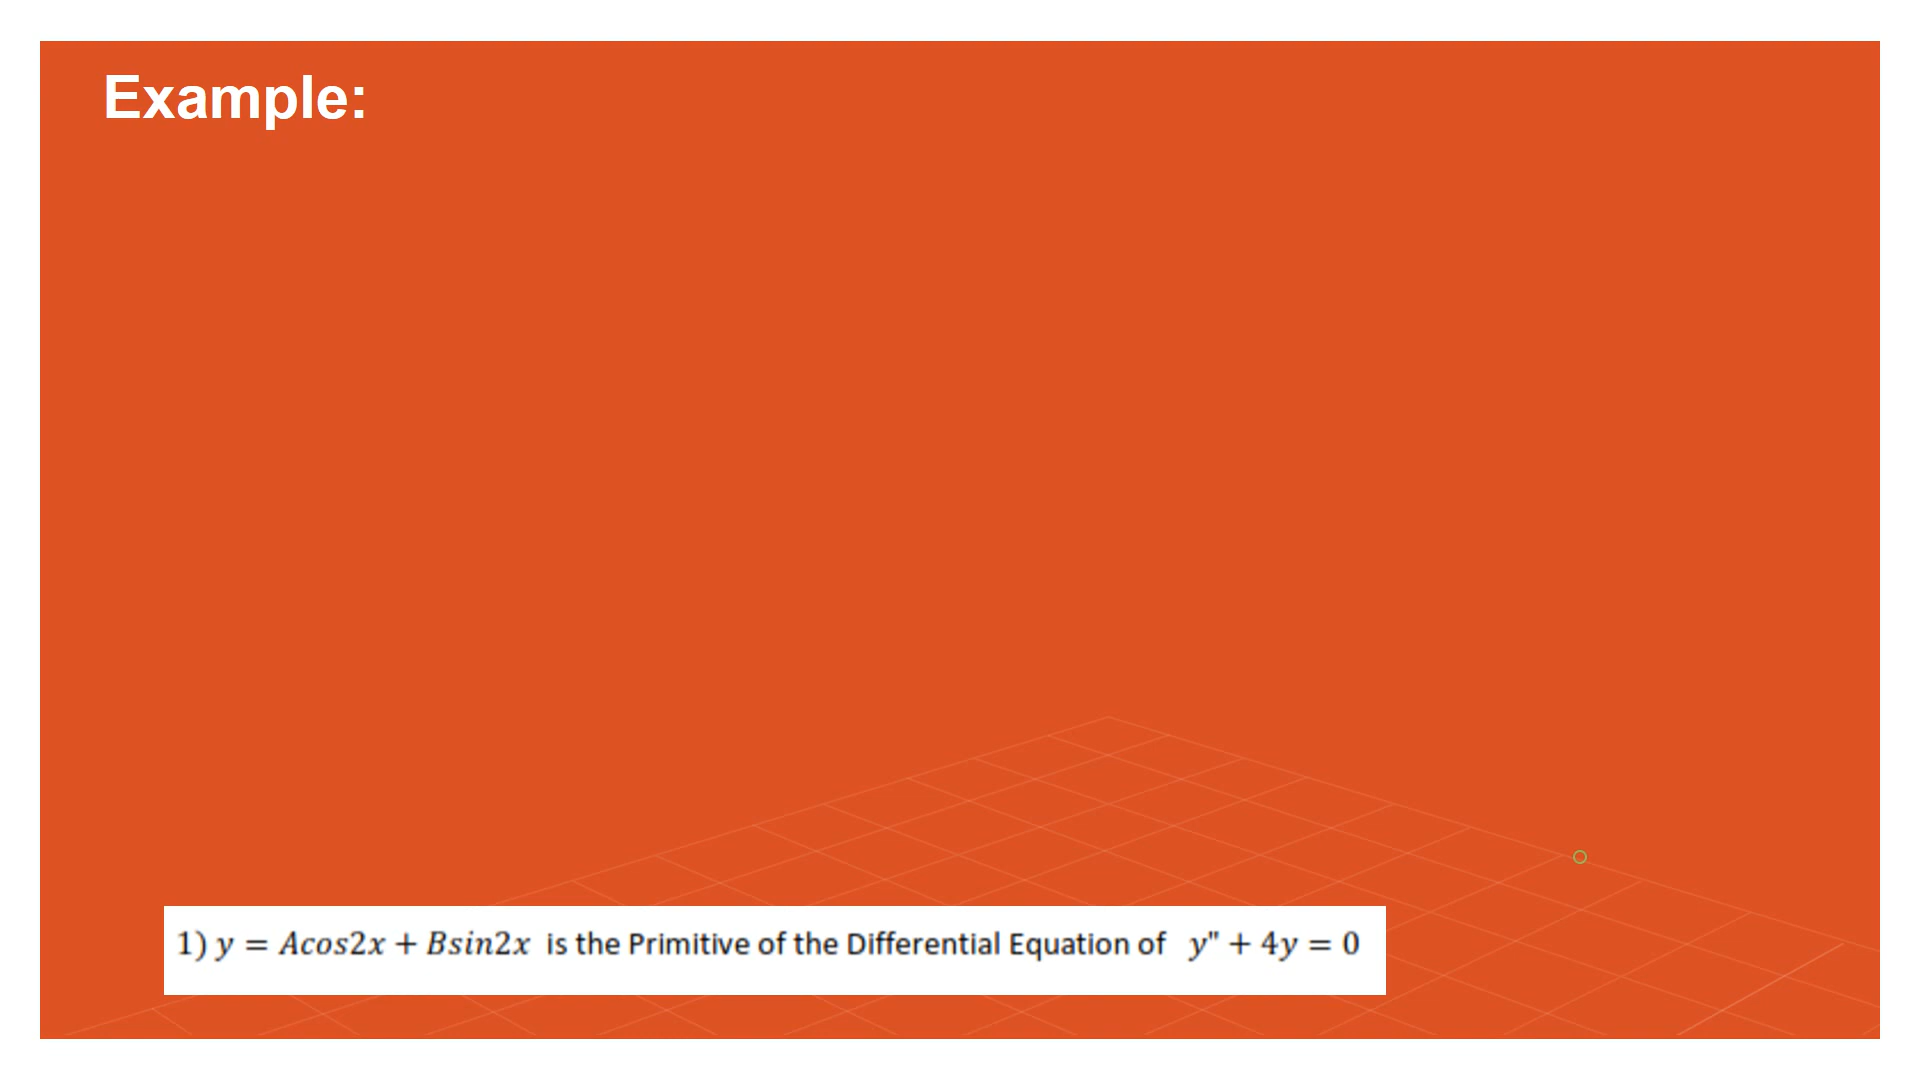 Example:
1) y = Acos2x + Bsin2x is the Primitive of the Differential Equation of y" + 4y = 0